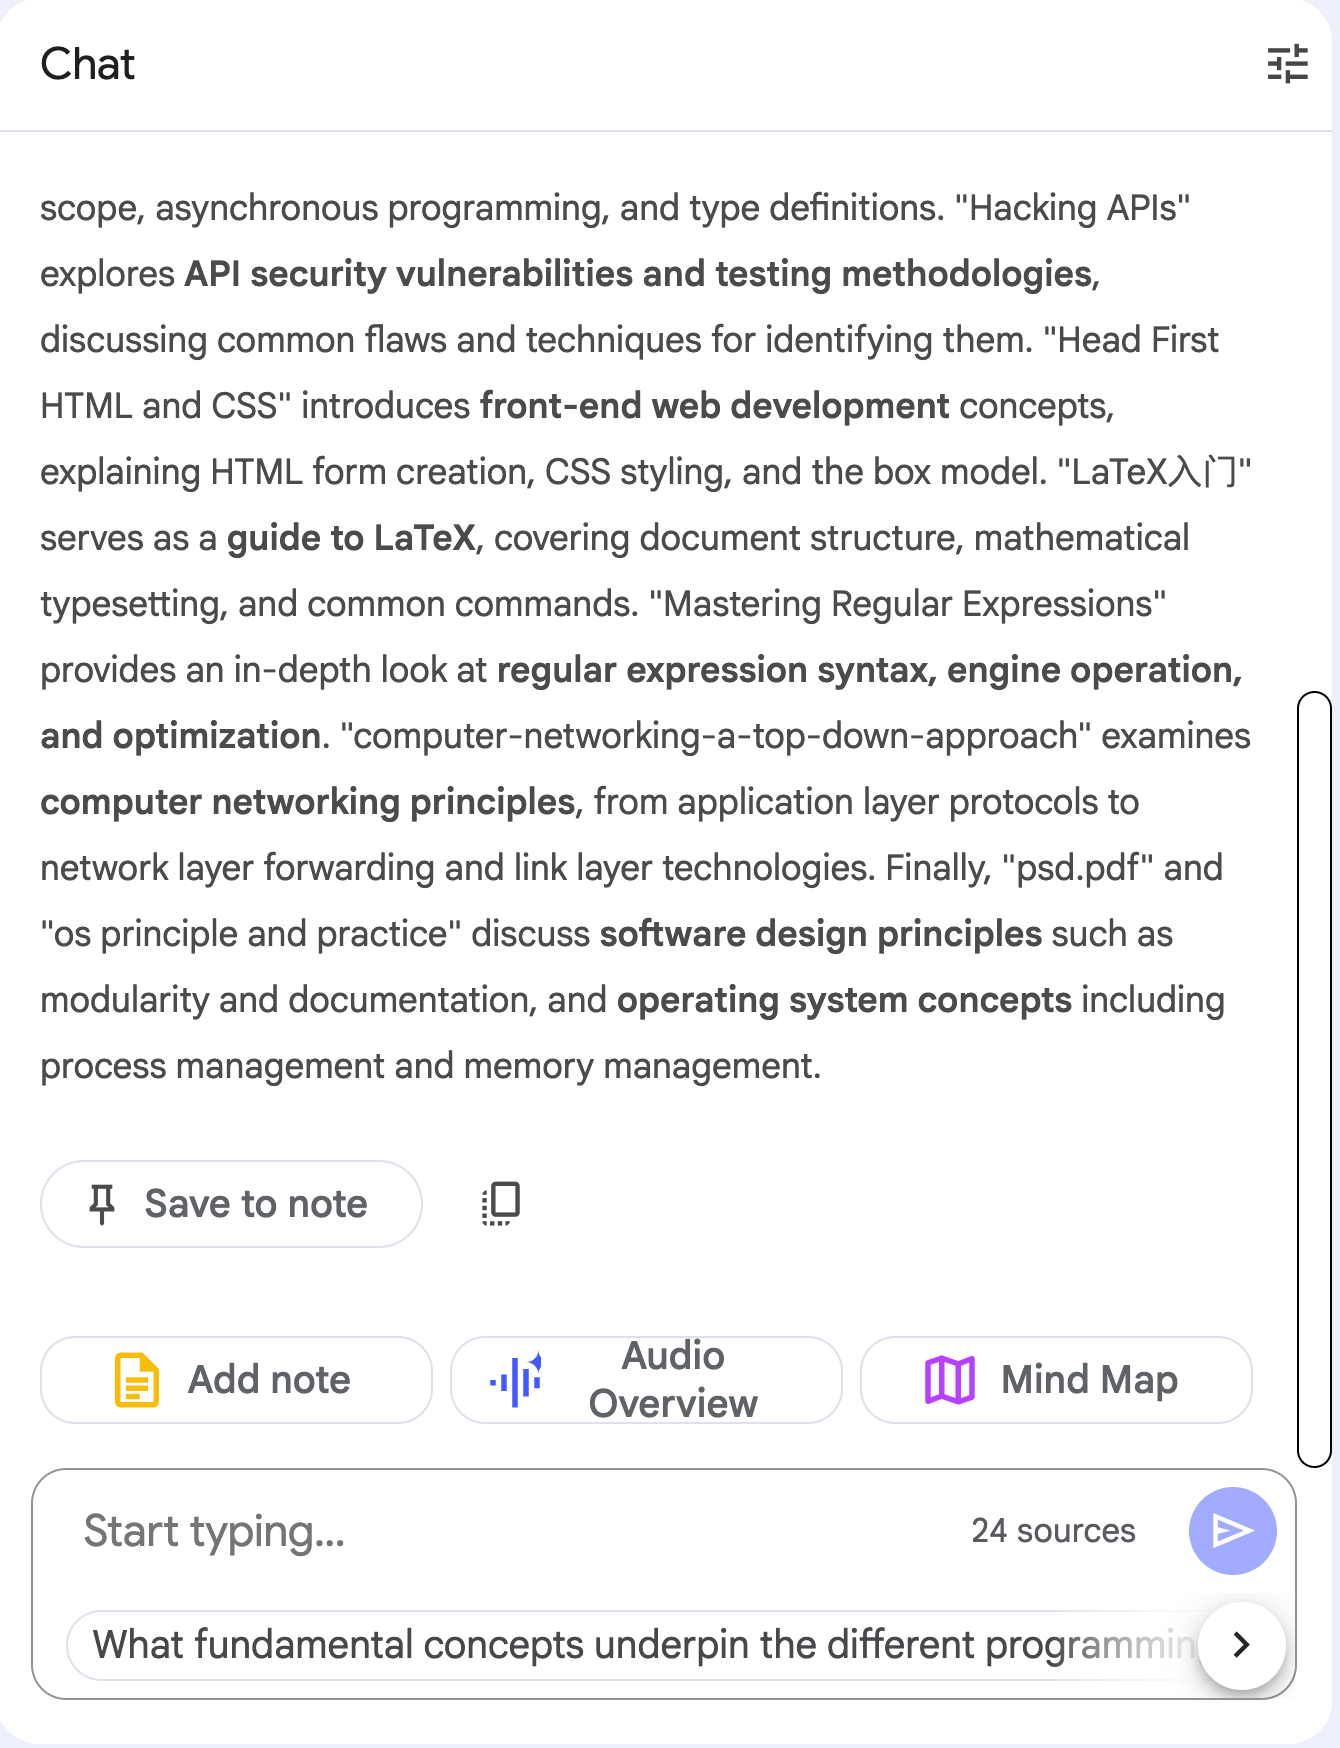 Chat
scope, asynchronous programming, and type definitions. "Hacking APIs"
explores API security vulnerabilities and testing methodologies,
discussing common flaws and techniques for identifying them. "Head First
HTML and CSS" introduces front-end web development concepts,
explaining HTML form creation, CSS styling, and the box model. "LaTeX入门"
serves as a guide to LaTeX, covering document structure, mathematical
typesetting, and common commands. "Mastering Regular Expressions"
provides an in-depth look at regular expression syntax, engine operation,
and optimization. "computer-networking-a-top-down-approach" examines
computer networking principles, from application layer protocols to
network layer forwarding and link layer technologies. Finally, "psd.pdf" and
"os principle and practice" discuss software design principles such as
modularity and documentation, and operating system concepts including
process management and memory management.
Save to note
Add note
Audio
Overview
Mind Map
Start typing...
24 sources
What fundamental concepts underpin the different programmin